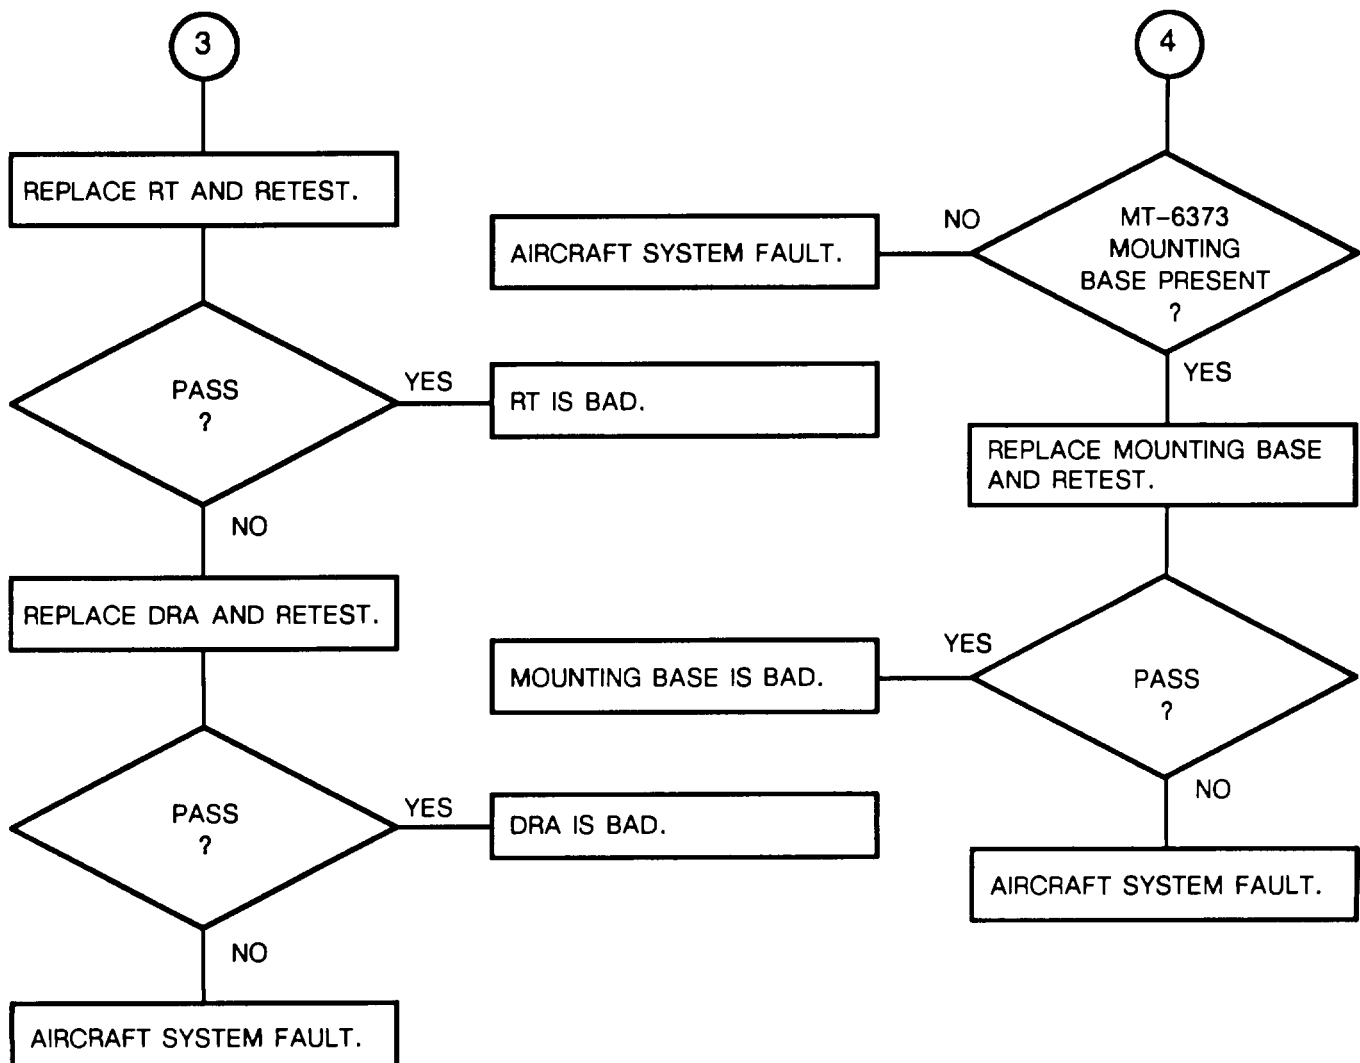 3
REPLACE RT AND RETEST.
PASS
?
YES
RT IS BAD.
NO
REPLACE DRA AND RETEST.
PASS
?
YES
DRA IS BAD.
NO
AIRCRAFT SYSTEM FAULT.
4
MT-6373
MOUNTING
BASE PRESENT
?
NO
AIRCRAFT SYSTEM FAULT.
YES
REPLACE MOUNTING BASE
AND RETEST.
PASS
?
YES
MOUNTING BASE IS BAD.
NO
AIRCRAFT SYSTEM FAULT.